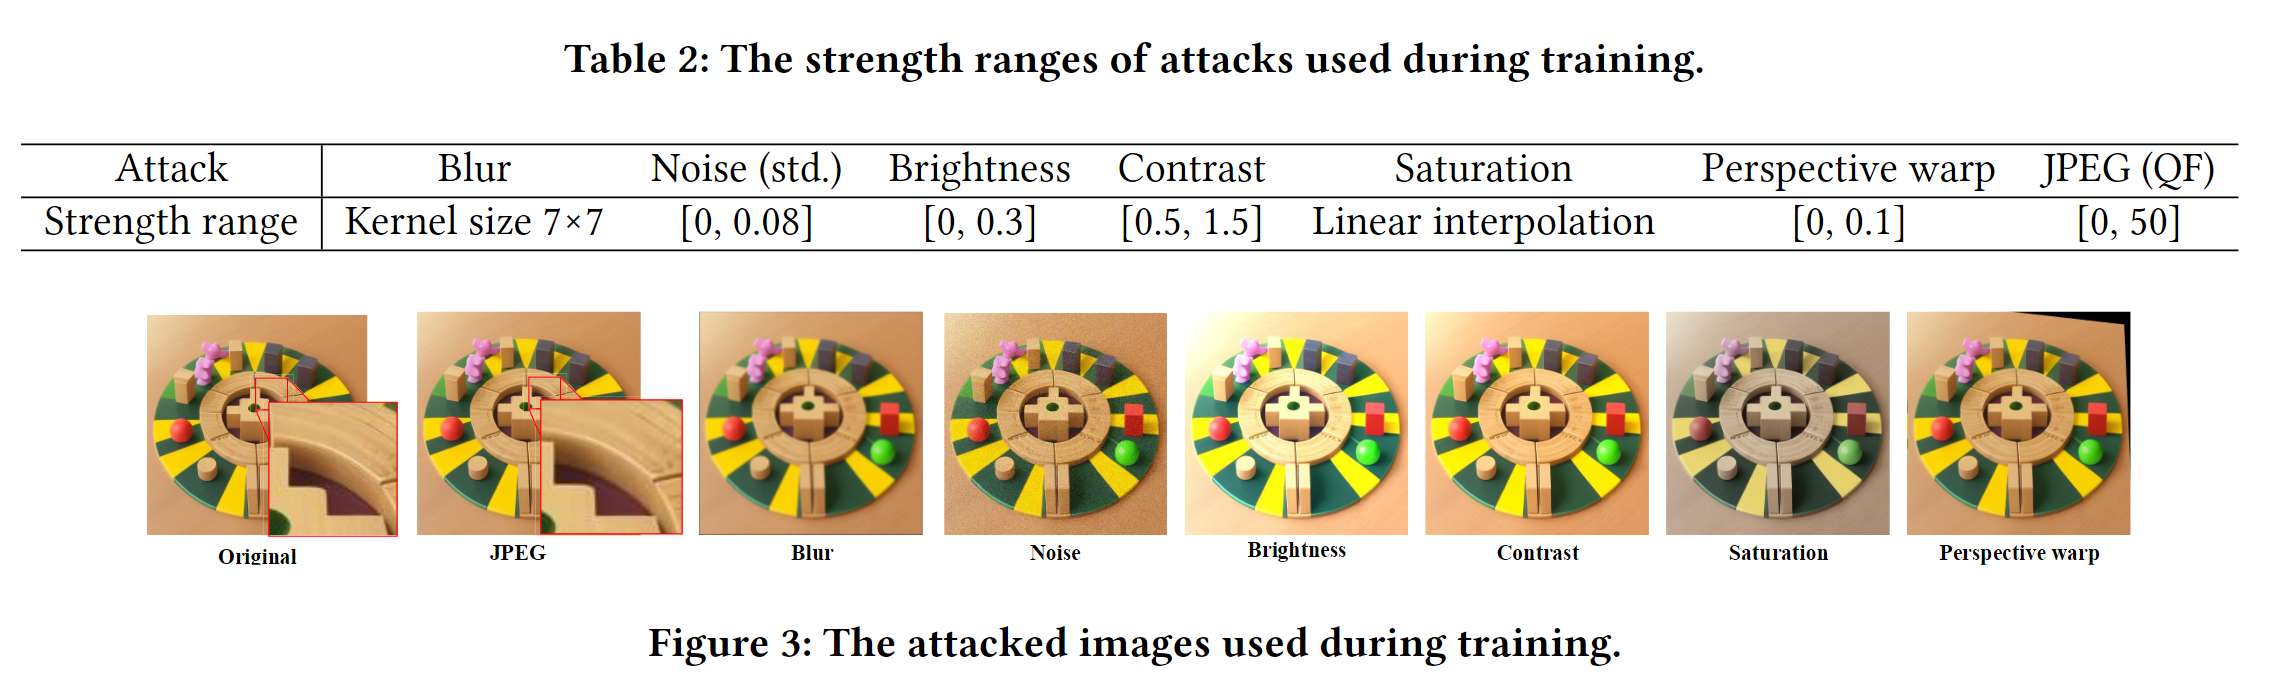 Table 2: The strength ranges of attacks used during training.
Attack Blur Noise (std.) Brightness Contrast Saturation Perspective warp JPEG (QF)
Strength range Kernel size 7×7 [0, 0.08] [0, 0.3] [0.5, 1.5] Linear interpolation [0, 0.1] [0, 50]
Original JPEG Blur Noise Brightness Contrast Saturation Perspective warp
Figure 3: The attacked images used during training.